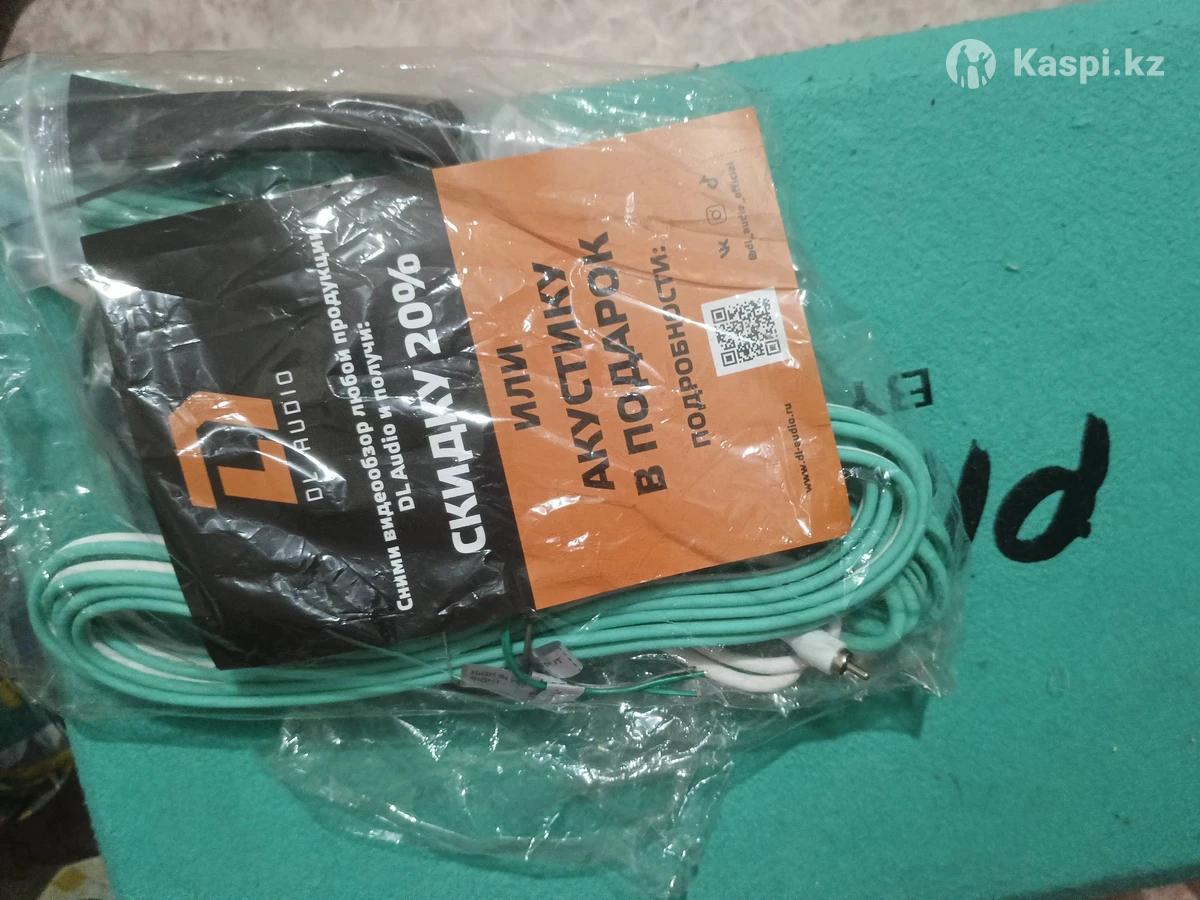 Kaspi.kz
DL AUDIO
Сними видеообзор любой продукции
DL Audio и получи:
СКИДКУ 20%
ИЛИ
АКУСТИКУ
В ПОДАРОК
ПОДРОБНОСТИ:
@dl_audio_official
www.dl-audio.ru